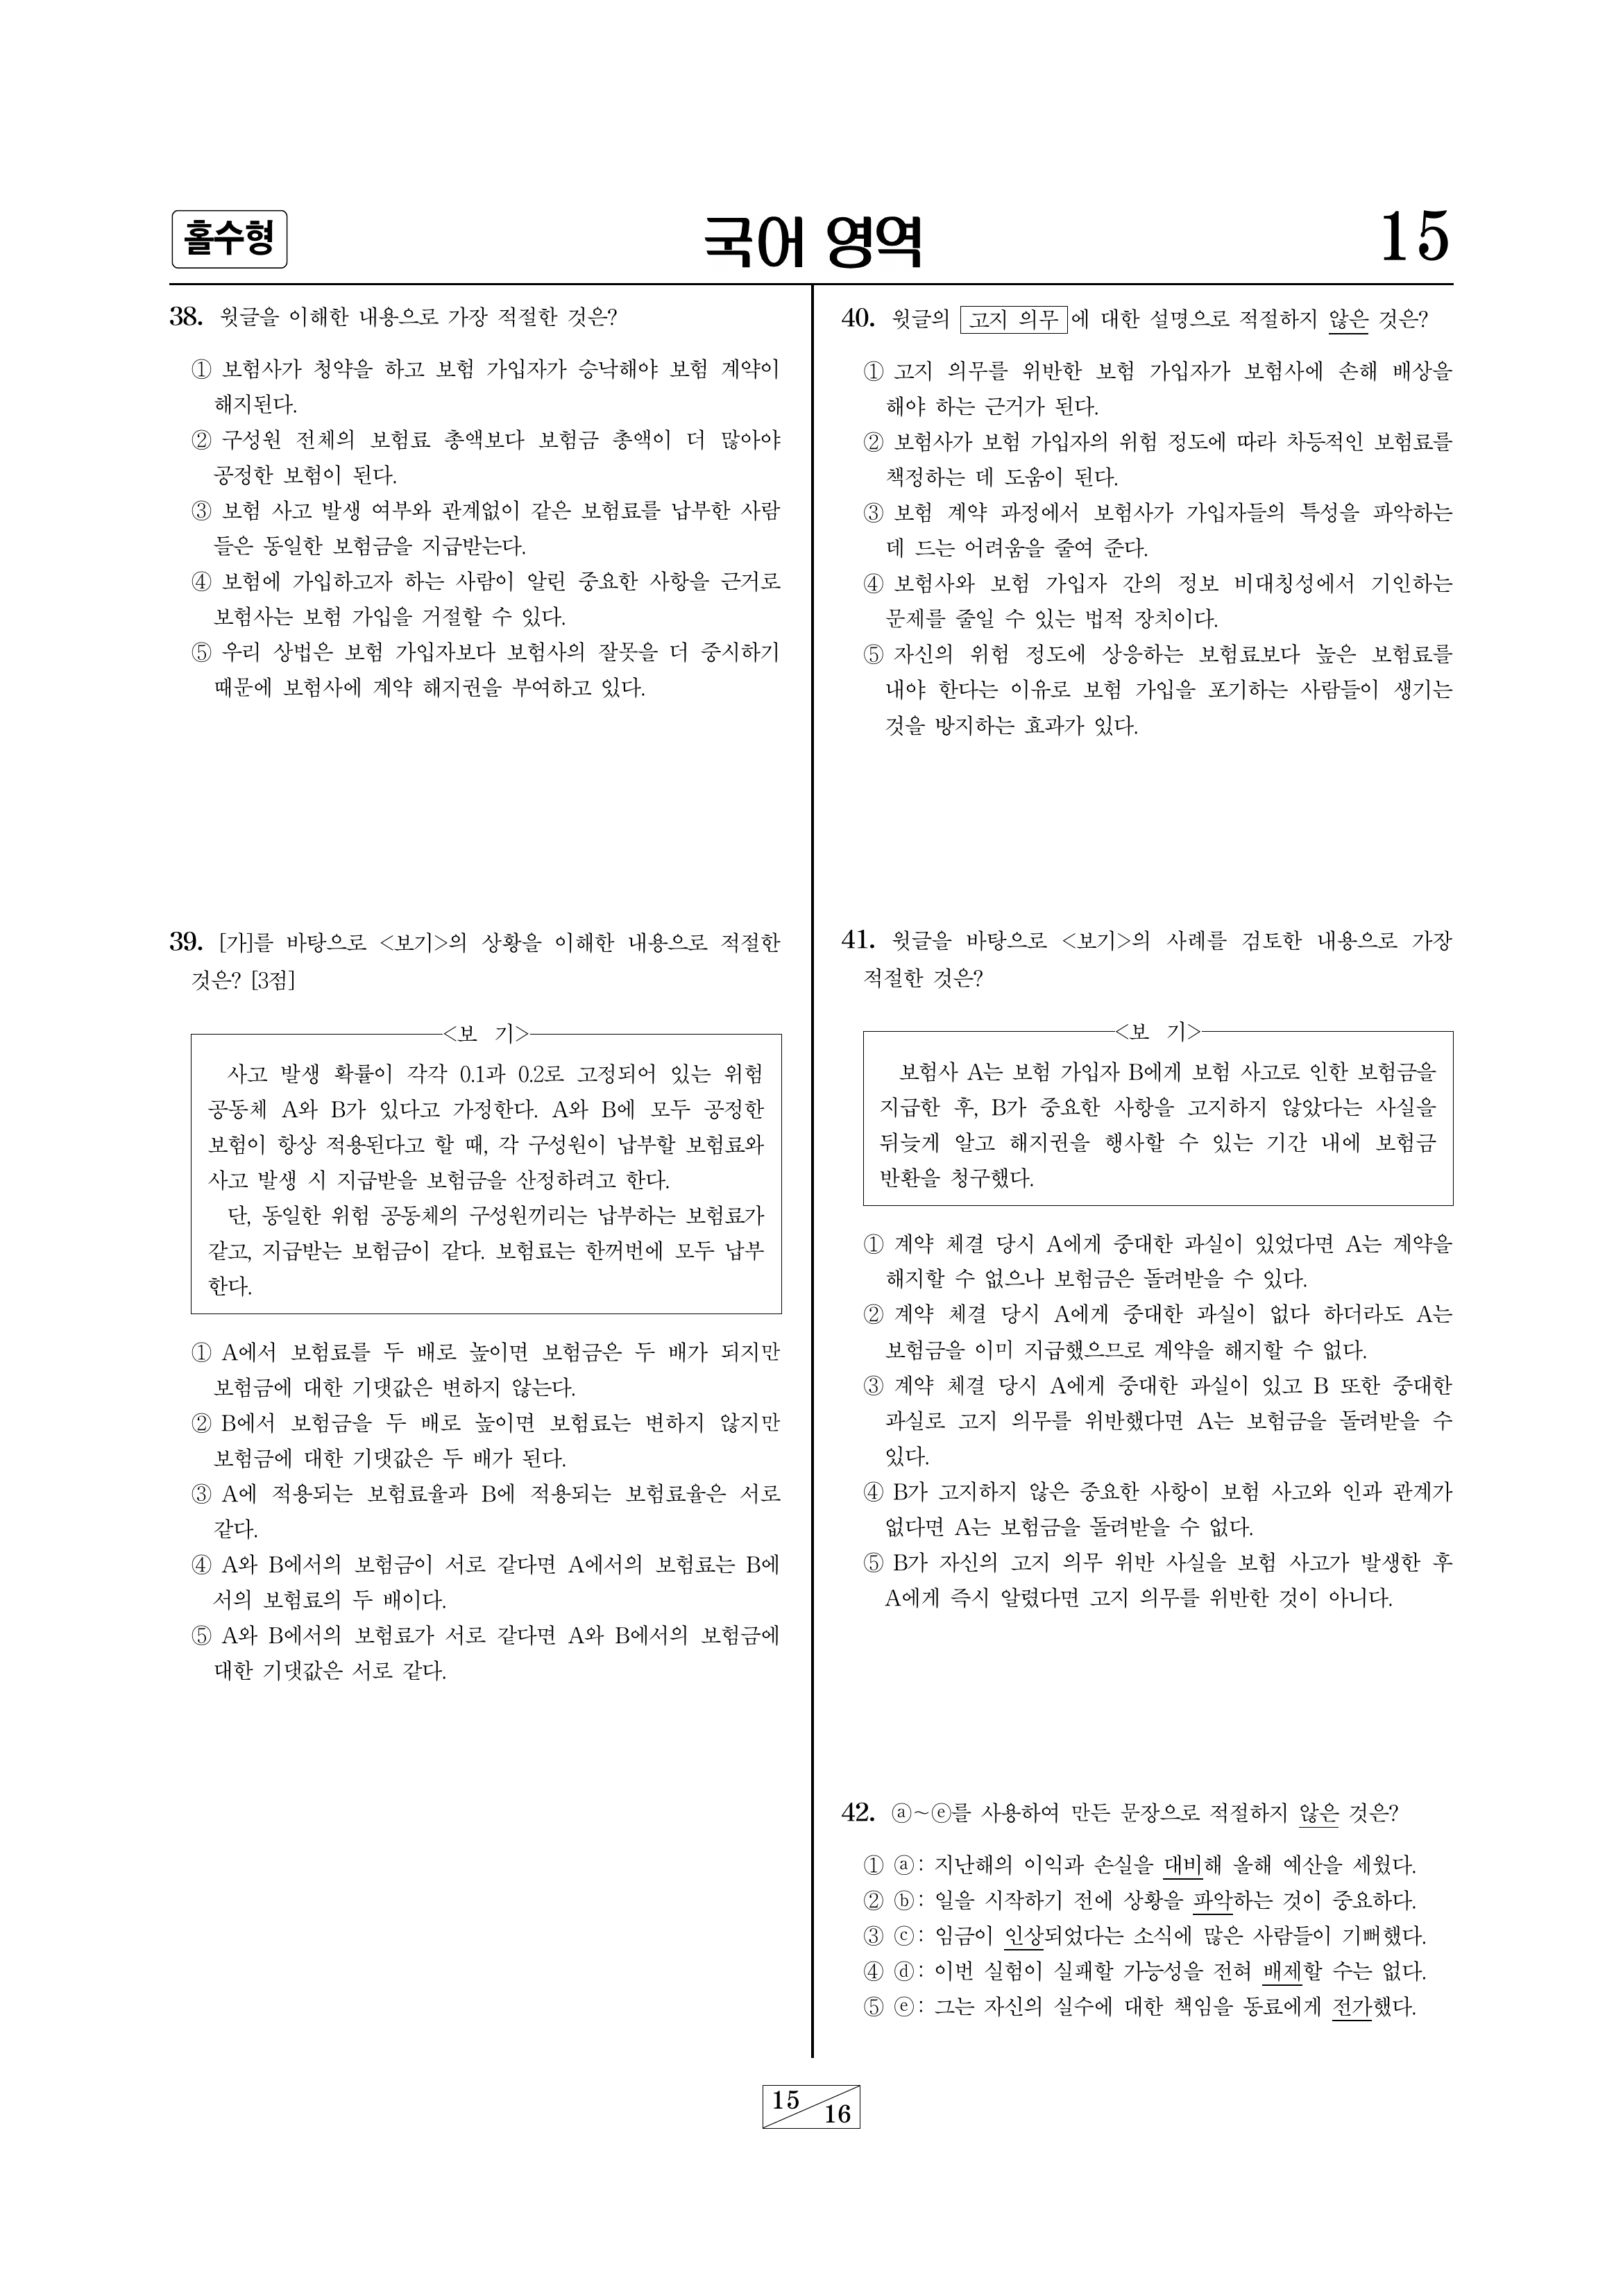 홀수형
국어 영역
15
38. 윗글을 이해한 내용으로 가장 적절한 것은?
① 보험사가 청약을 하고 보험 가입자가 승낙해야 보험 계약이
해지된다.
② 구성원 전체의 보험료 총액보다 보험금 총액이 더 많아야
공정한 보험이 된다.
③ 보험 사고 발생 여부와 관계없이 같은 보험료를 납부한 사람
들은 동일한 보험금을 지급받는다.
④ 보험에 가입하고자 하는 사람이 알린 중요한 사항을 근거로
보험사는 보험 가입을 거절할 수 있다.
⑤ 우리 상법은 보험 가입자보다 보험사의 잘못을 더 중시하기
때문에 보험사에 계약 해지권을 부여하고 있다.
39. [가]를 바탕으로 <보기>의 상황을 이해한 내용으로 적절한
것은? [3점]
<보 기>
사고 발생 확률이 각각 0.1과 0.2로 고정되어 있는 위험
공동체 A와 B가 있다고 가정한다. A와 B에 모두 공정한
보험이 항상 적용된다고 할 때, 각 구성원이 납부할 보험료와
사고 발생 시 지급받을 보험금을 산정하려고 한다.
단, 동일한 위험 공동체의 구성원끼리는 납부하는 보험료가
같고, 지급받는 보험금이 같다. 보험료는 한꺼번에 모두 납부
한다.
① A에서 보험료를 두 배로 높이면 보험금은 두 배가 되지만
보험금에 대한 기댓값은 변하지 않는다.
② B에서 보험금을 두 배로 높이면 보험료는 변하지 않지만
보험금에 대한 기댓값은 두 배가 된다.
③ A에 적용되는 보험료율과 B에 적용되는 보험료율은 서로
같다.
④ A와 B에서의 보험금이 서로 같다면 A에서의 보험료는 B에
서의 보험료의 두 배이다.
⑤ A와 B에서의 보험료가 서로 같다면 A와 B에서의 보험금에
대한 기댓값은 서로 같다.
40. 윗글의 고지 의무에 대한 설명으로 적절하지 않은 것은?
① 고지 의무를 위반한 보험 가입자가 보험사에 손해 배상을
해야 하는 근거가 된다.
② 보험사가 보험 가입자의 위험 정도에 따라 차등적인 보험료를
책정하는 데 도움이 된다.
③ 보험 계약 과정에서 보험사가 가입자들의 특성을 파악하는
데 드는 어려움을 줄여 준다.
④ 보험사와 보험 가입자 간의 정보 비대칭성에서 기인하는
문제를 줄일 수 있는 법적 장치이다.
⑤ 자신의 위험 정도에 상응하는 보험료보다 높은 보험료를
내야 한다는 이유로 보험 가입을 포기하는 사람들이 생기는
것을 방지하는 효과가 있다.
41. 윗글을 바탕으로 <보기>의 사례를 검토한 내용으로 가장
적절한 것은?
<보 기>
보험사 A는 보험 가입자 B에게 보험 사고로 인한 보험금을
지급한 후, B가 중요한 사항을 고지하지 않았다는 사실을
뒤늦게 알고 해지권을 행사할 수 있는 기간 내에 보험금
반환을 청구했다.
① 계약 체결 당시 A에게 중대한 과실이 있었다면 A는 계약을
해지할 수 없으나 보험금은 돌려받을 수 있다.
② 계약 체결 당시 A에게 중대한 과실이 없다 하더라도 A는
보험금을 이미 지급했으므로 계약을 해지할 수 없다.
③ 계약 체결 당시 A에게 중대한 과실이 있고 B 또한 중대한
과실로 고지 의무를 위반했다면 A는 보험금을 돌려받을 수
있다.
④ B가 고지하지 않은 중요한 사항이 보험 사고와 인과 관계가
없다면 A는 보험금을 돌려받을 수 없다.
⑤ B가 자신의 고지 의무 위반 사실을 보험 사고가 발생한 후
A에게 즉시 알렸다면 고지 의무를 위반한 것이 아니다.
42. ⓐ~ⓔ를 사용하여 만든 문장으로 적절하지 않은 것은?
① ⓐ: 지난해의 이익과 손실을 대비해 올해 예산을 세웠다.
② ⓑ: 일을 시작하기 전에 상황을 파악하는 것이 중요하다.
③ ⓒ: 임금이 인상되었다는 소식에 많은 사람들이 기뻐했다.
④ ⓓ: 이번 실험이 실패할 가능성을 전혀 배제할 수는 없다.
⑤ ⓔ: 그는 자신의 실수에 대한 책임을 동료에게 전가했다.
15
16